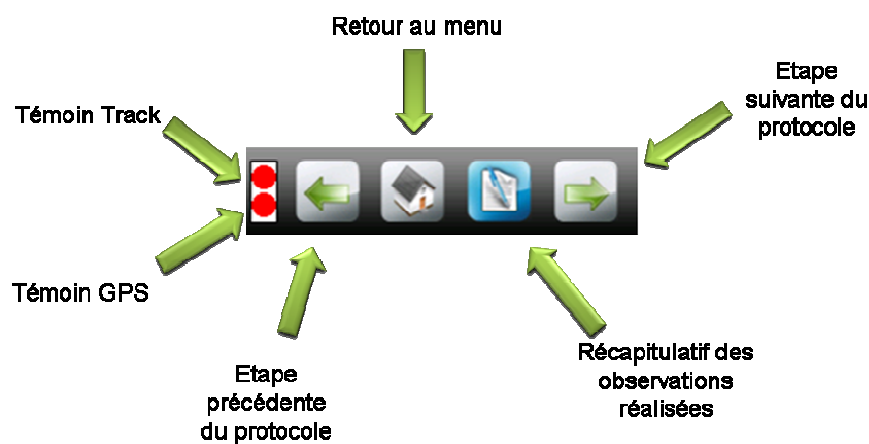 Retour au menu
Etape
suivante du
protocole
Témoin Track
Témoin GPS
Etape
précédente
du protocole
Récapitulatif des
observations
réalisées